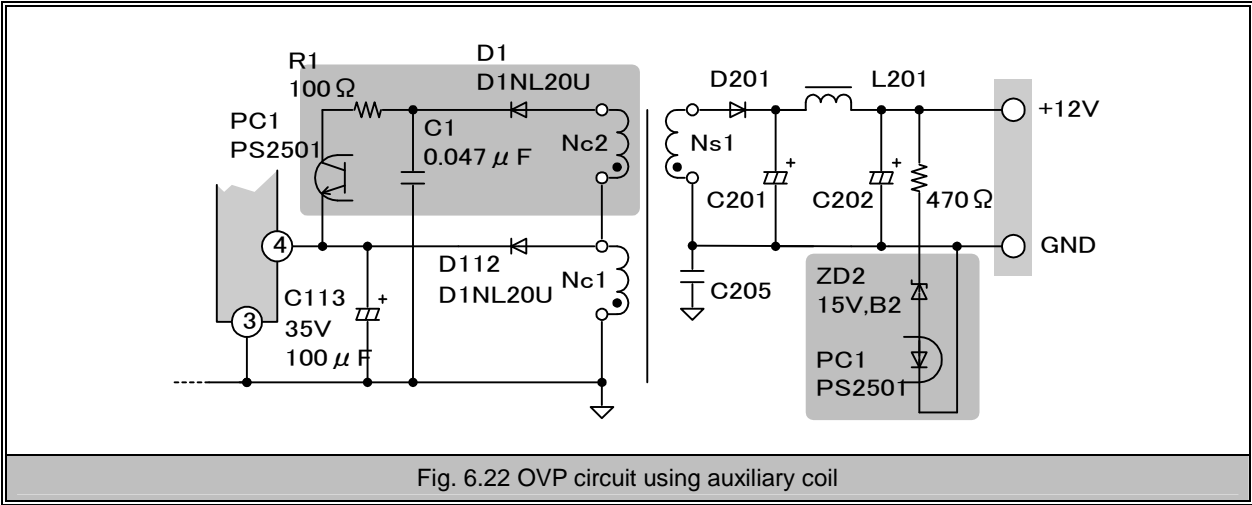 R1
100Ω
D1
D1NL20U
PC1
PS2501
C1
0.047μF
Nc2
D201
L201
+12V
Ns1
C201
+
C202
+
470Ω
4
GND
D112
D1NL20U
Nc1
C205
ZD2
15V,B2
C113
35V
100μF
+
3
PC1
PS2501
Fig. 6.22 OVP circuit using auxiliary coil